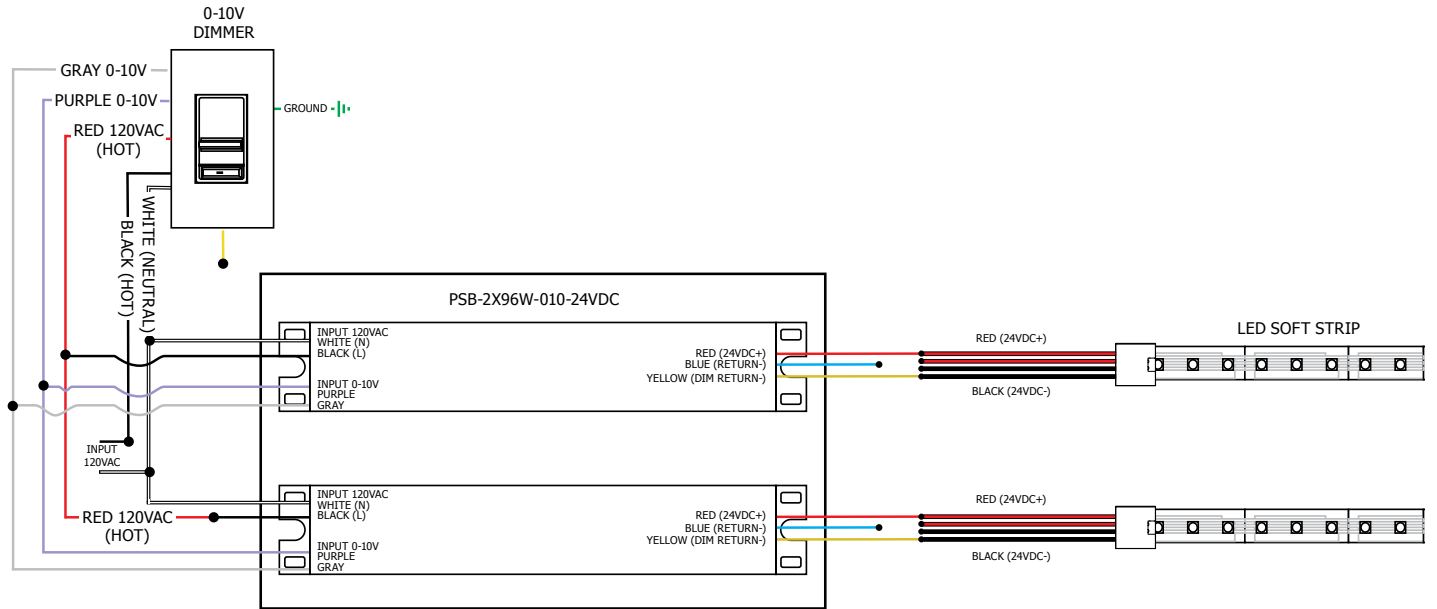 0-10V
DIMMER
GRAY 0-10V
PURPLE 0-10V
GROUND
RED 120VAC
(HOT)
WHITE (NEUTRAL)
BLACK (HOT)
PSB-2X96W-010-24VDC
INPUT 120VAC
WHITE (N)
BLACK (L)
INPUT 0-10V
PURPLE
GRAY
RED (24VDC+)
BLUE (RETURN-)
YELLOW (DIM RETURN-)
RED (24VDC+)
BLACK (24VDC-)
LED SOFT STRIP
INPUT
120VAC
RED 120VAC
(HOT)
INPUT 120VAC
WHITE (N)
BLACK (L)
INPUT 0-10V
PURPLE
GRAY
RED (24VDC+)
BLUE (RETURN-)
YELLOW (DIM RETURN-)
RED (24VDC+)
BLACK (24VDC-)